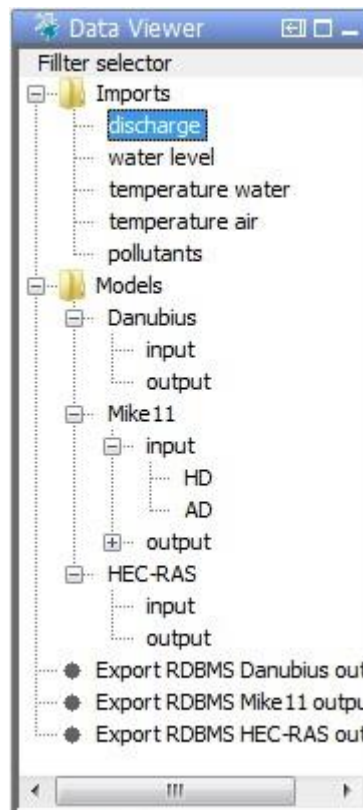 Data Viewer
Fillter selector
Imports
discharge
water level
temperature water
temperature air
pollutants
Models
Danubius
input
output
Mike11
input
HD
AD
output
HEC-RAS
input
output
Export RDBMS Danubius out
Export RDBMS Mike11 outpu
Export RDBMS HEC-RAS out